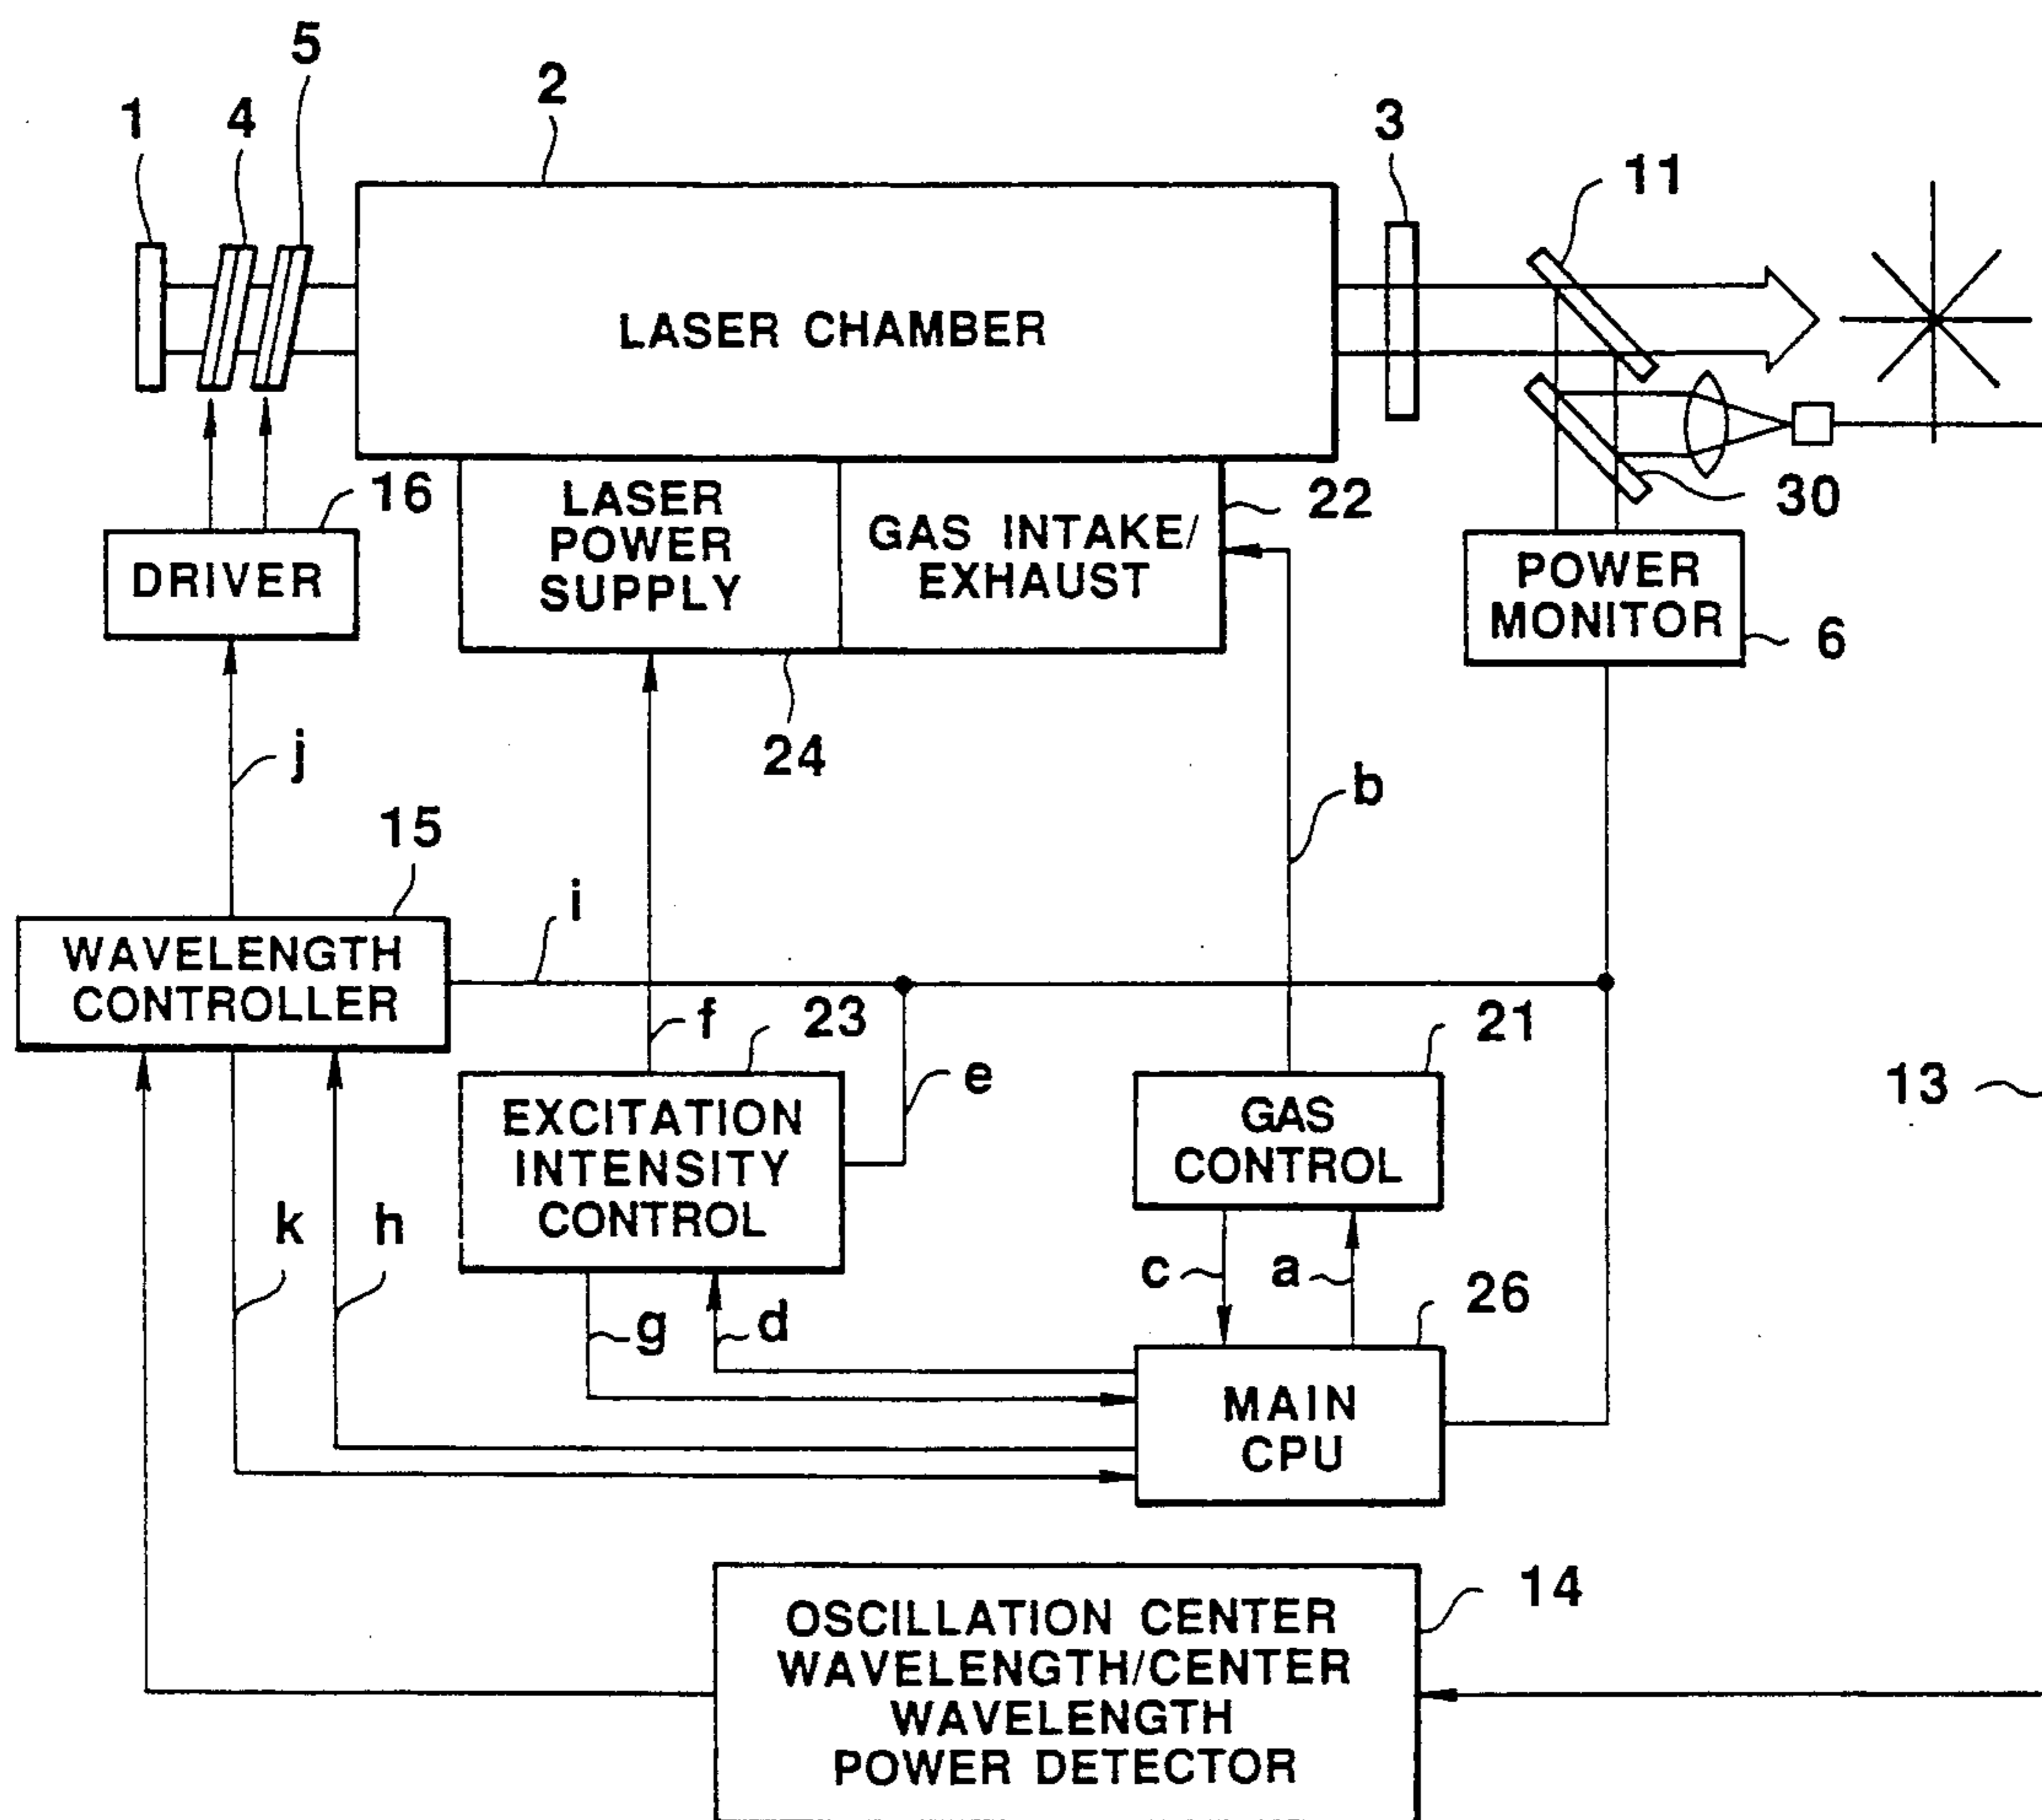 5
2
1
4
3
11
LASER CHAMBER
16
LASER
POWER
SUPPLY
GAS INTAKE/
EXHAUST
22
30
DRIVER
POWER
MONITOR
6
24
j
b
15
i
WAVELENGTH
CONTROLLER
f
23
21
e
13
EXCITATION
INTENSITY
CONTROL
GAS
CONTROL
k
h
c
a
26
g
d
MAIN
CPU
14
OSCILLATION CENTER
WAVELENGTH/CENTER
WAVELENGTH
POWER DETECTOR